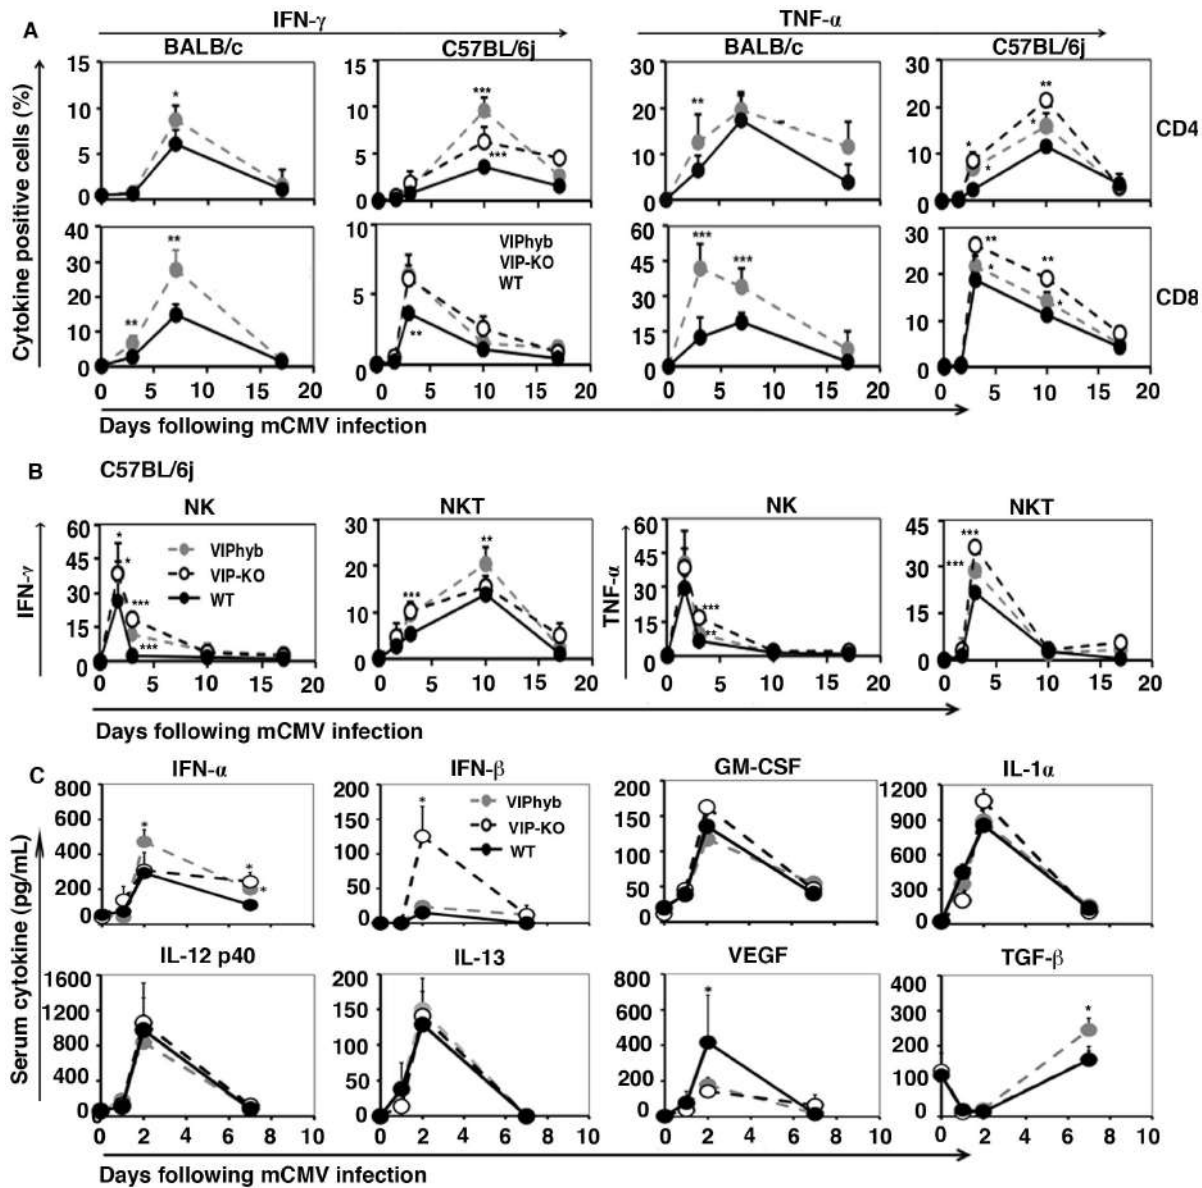 A
IFN-γ
TNF-α
BALB/c
C57BL/6j
BALB/c
C57BL/6j
Cytokine positive cells (%)
15
10
5
0
*
15
10
5
0
***
***
30
20
10
0
**
30
20
10
0
*
*
*
**
CD4
40
30
20
10
0
**
**
10
5
0
**
VIPhyb
VIP-KO
WT
60
45
30
15
0
***
***
30
20
10
0
**
*
**
*
CD8
0 5 10 15 20
0 5 10 15 20
0 5 10 15 20
0 5 10 15 20
Days following mCMV infection
B
C57BL/6j
NK
NKT
NK
NKT
IFN-γ
60
45
30
15
0
*
*
***
***
VIPhyb
VIP-KO
WT
30
20
10
0
***
**
TNF-α
60
45
30
15
0
***
**
45
30
15
0
***
***
0 5 10 15 20
0 5 10 15 20
0 5 10 15 20
0 5 10 15 20
Days following mCMV infection
C
IFN-α
IFN-β
GM-CSF
IL-1α
Serum cytokine (pg/mL)
800
600
400
200
0
*
*
*
200
150
100
50
0
*
VIPhyb
VIP-KO
WT
200
150
100
50
0
1200
900
600
300
0
IL-12 p40
IL-13
VEGF
TGF-β
1600
1200
800
400
0
200
150
100
50
0
800
600
400
200
0
*
400
300
200
100
0
*
0 2 4 6 8 10
0 2 4 6 8 10
0 2 4 6 8 10
0 2 4 6 8 10
Days following mCMV infection